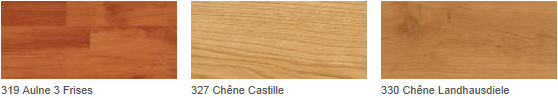 319 Aulne 3 Frises
327 Chêne Castille
330 Chêne Landhausdiele